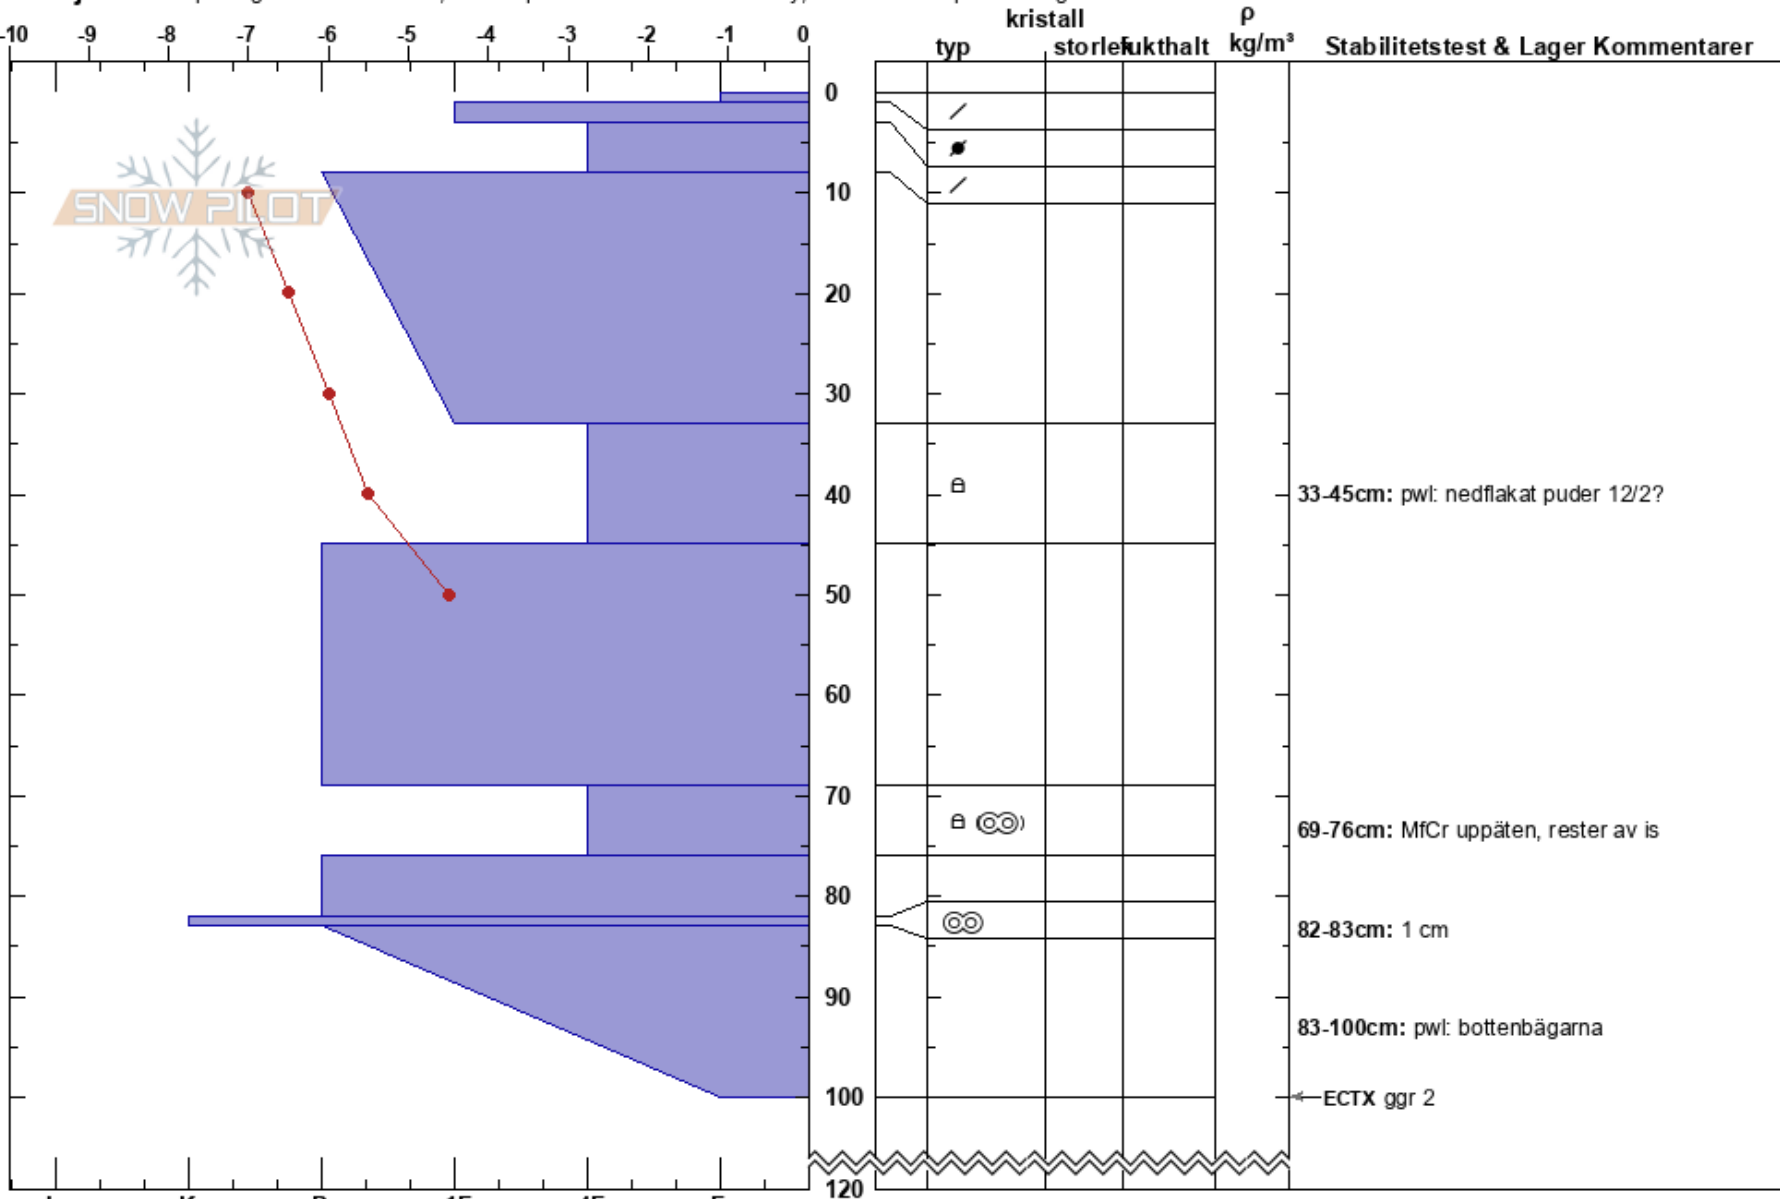 kristall ρ
-10 -9 -8 -7 -6 -5 -4 -3 -2 -1 0 typ storlek fukthalt kg/m³ Stabilitetstest & Lager Kommentarer
0
10
SNOW PILOT
20
30
40 33-45cm: pwl: nedflakat puder 12/2?
50
60
70
69-76cm: MfCr uppäten, rester av is
80
82-83cm: 1 cm
90
83-100cm: pwl: bottenbägarna
100 ECTX ggr 2
120